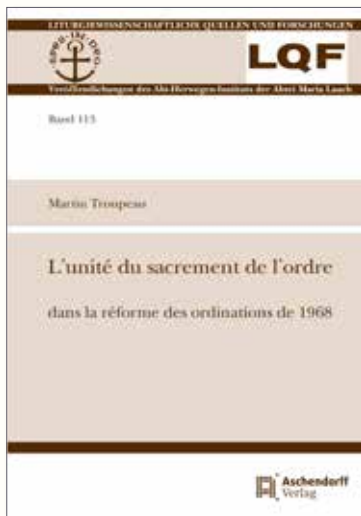 LITURGIEWISSENSCHAFTLICHE QUELLEN UND FORSCHUNGEN
LQF
Veröffentlichungen des Abt-Herwegen-Instituts der Abtei Maria Laach
Band 115
Martin Troupeau
L'unité du sacrement de l'ordre
dans la réforme des ordinations de 1968
Aschendorff
Verlag